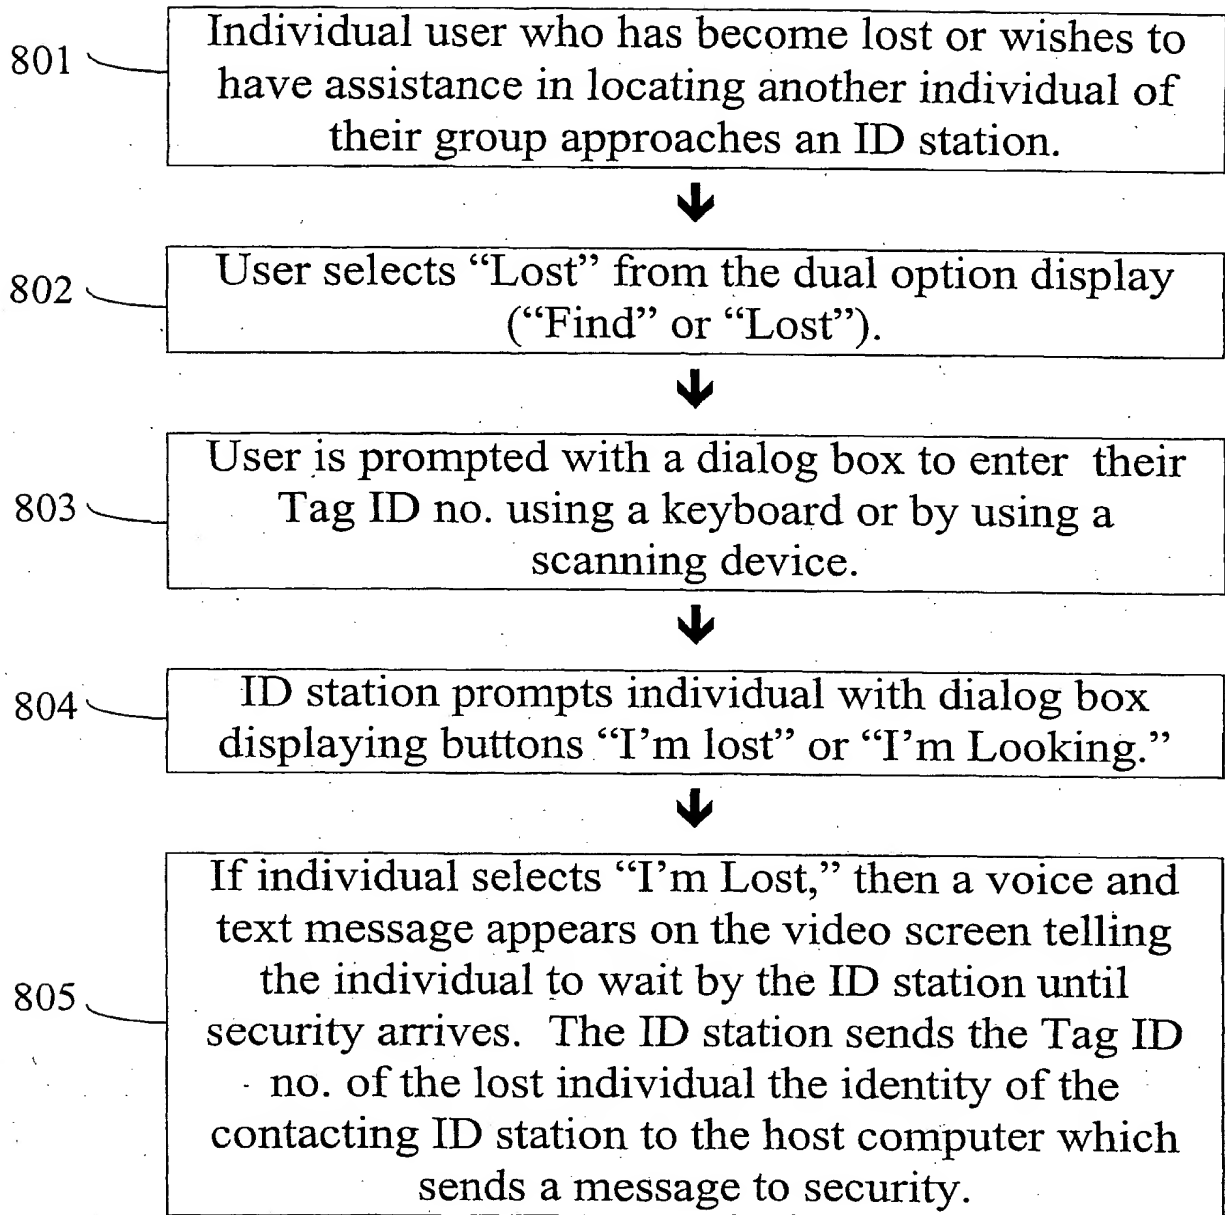 801
Individual user who has become lost or wishes to
have assistance in locating another individual of
their group approaches an ID station.
802
User selects “Lost” from the dual option display
(“Find” or “Lost”).
803
User is prompted with a dialog box to enter their
Tag ID no. using a keyboard or by using a
scanning device.
804
ID station prompts individual with dialog box
displaying buttons “I'm lost” or “I'm Looking.”
805
If individual selects “I'm Lost,” then a voice and
text message appears on the video screen telling
the individual to wait by the ID station until
security arrives. The ID station sends the Tag ID
no. of the lost individual the identity of the
contacting ID station to the host computer which
sends a message to security.